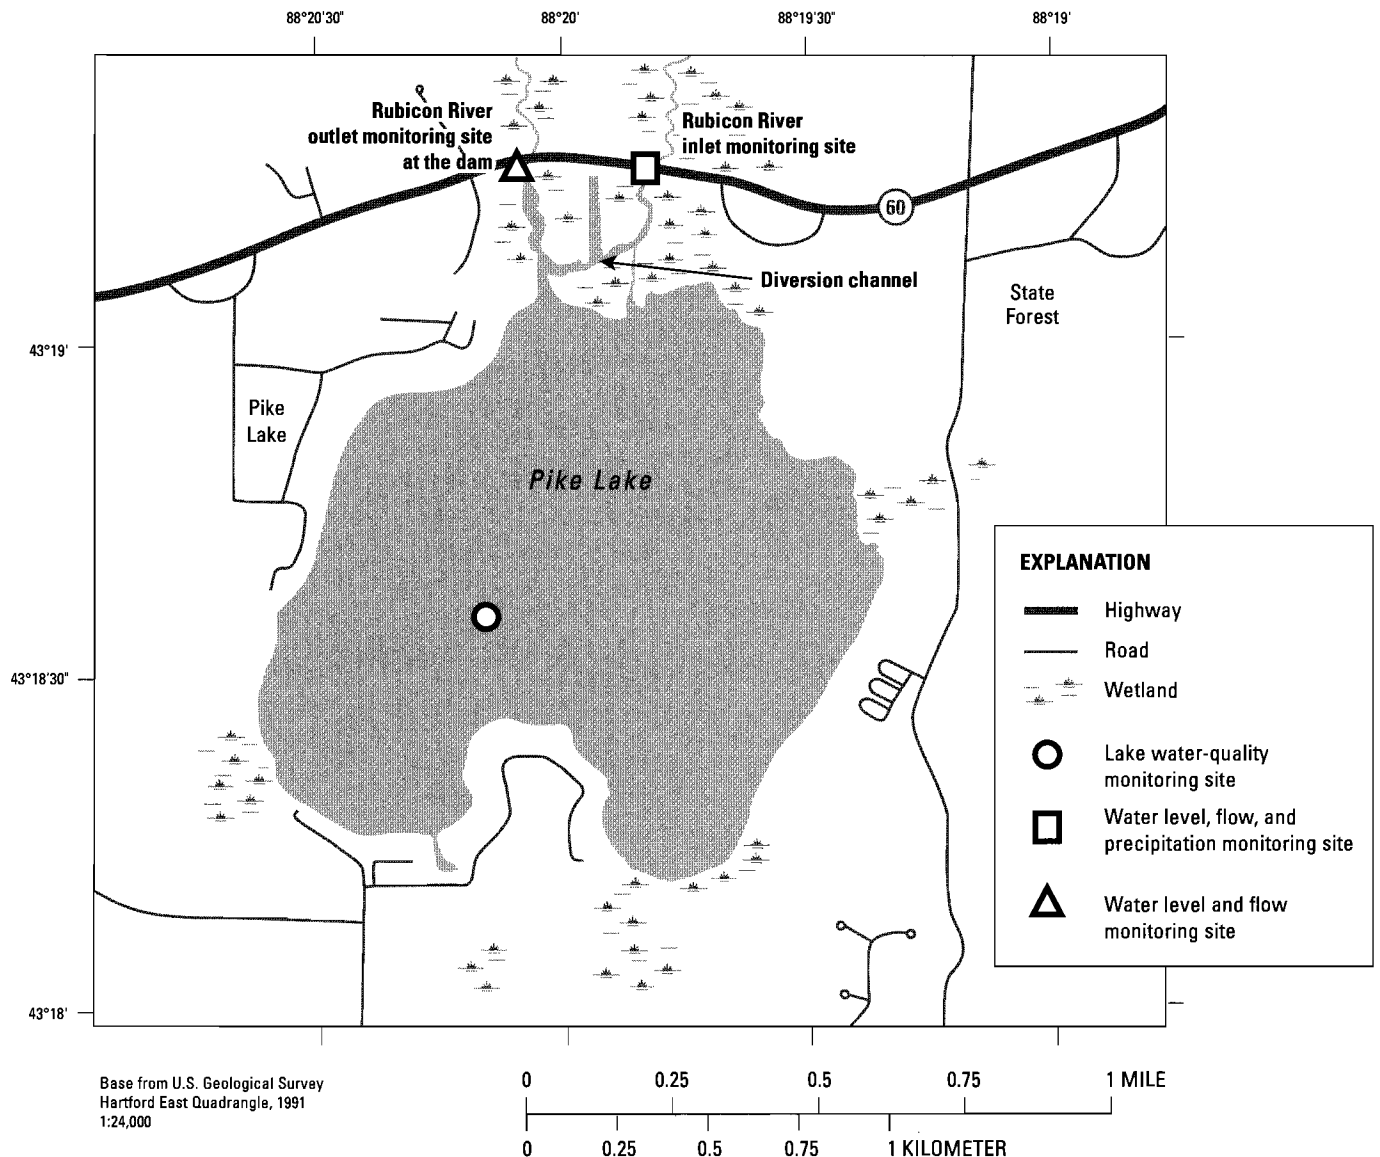 88°20'30" 88°20' 88°19'30" 88°19'
Rubicon River
outlet monitoring site
at the dam
Rubicon River
inlet monitoring site
60
Diversion channel
State
Forest
43°19'
Pike
Lake
Pike Lake
43°18'30"
43°18'
EXPLANATION
Highway
Road
Wetland
Lake water-quality
monitoring site
Water level, flow, and
precipitation monitoring site
Water level and flow
monitoring site
Base from U.S. Geological Survey
Hartford East Quadrangle, 1991
1:24,000
0 0.25 0.5 0.75 1 MILE
0 0.25 0.5 0.75 1 KILOMETER